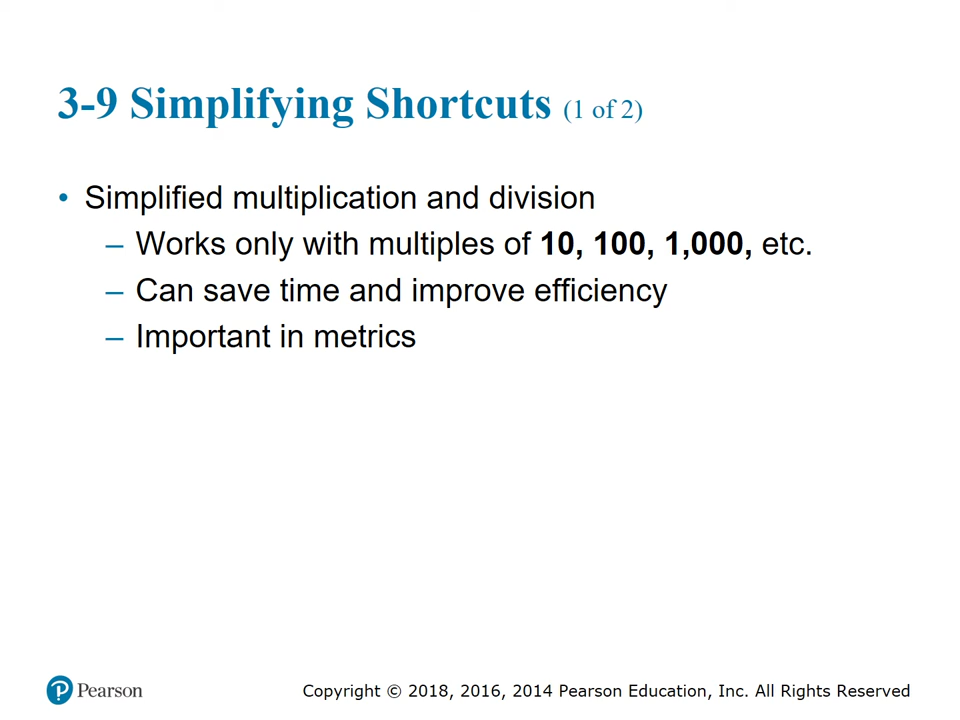 3-9 Simplifying Shortcuts (1 of 2)
• Simplified multiplication and division
– Works only with multiples of 10, 100, 1,000, etc.
– Can save time and improve efficiency
– Important in metrics
Pearson
Copyright © 2018, 2016, 2014 Pearson Education, Inc. All Rights Reserved